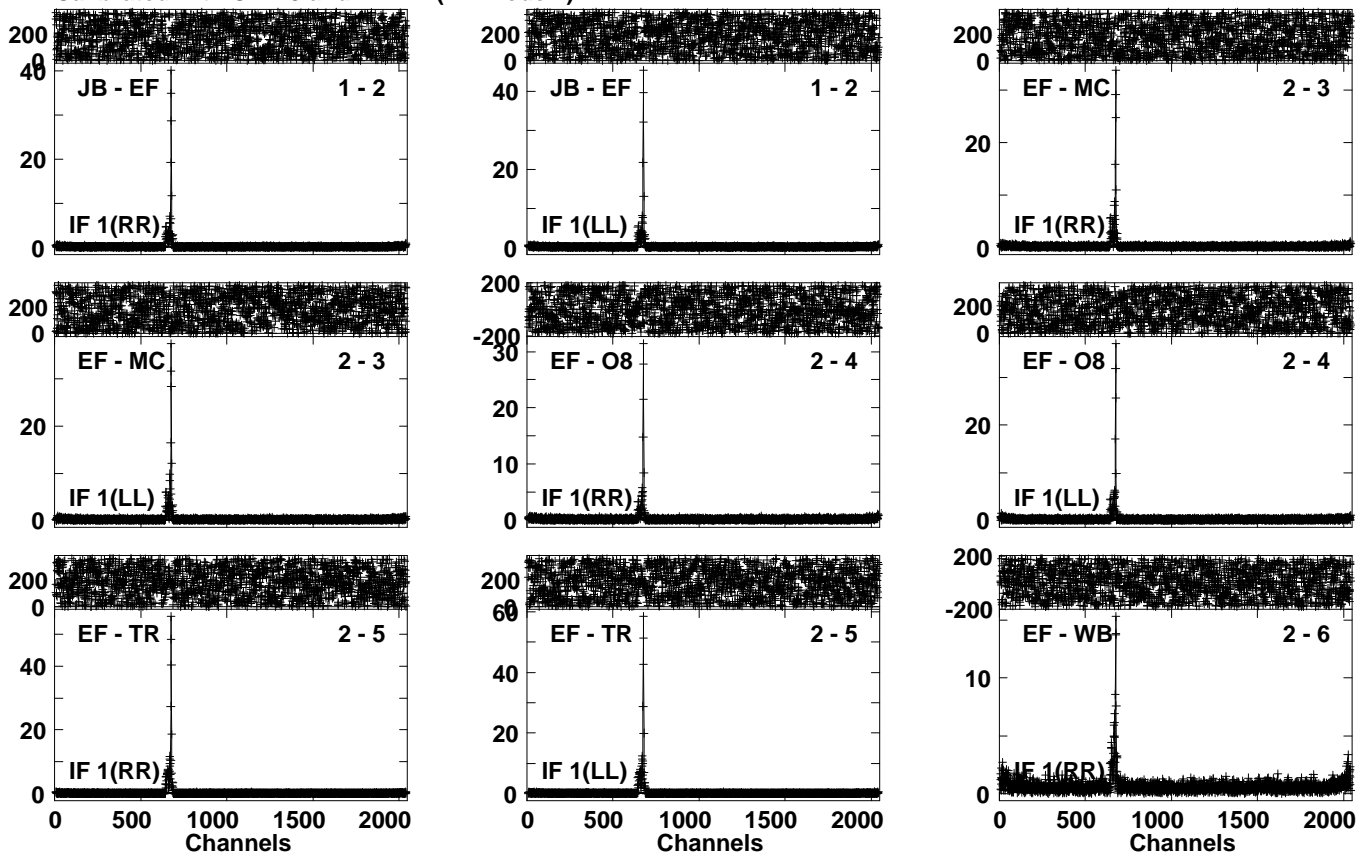 200 200 200
0 0 0
40 JB - EF 1 - 2
40 JB - EF 1 - 2
EF - MC 2 - 3
20 20 20
IF 1(RR) IF 1(LL) IF 1(RR)
0 0 0
200 200 200
0 -200 0
EF - MC 2 - 3
30 EF - O8 2 - 4
EF - O8 2 - 4
20 20 20
10
IF 1(LL) IF 1(RR) IF 1(LL)
0 0 0
200 200 200
0 0 -200
EF - TR 2 - 5
60 EF - TR 2 - 5
EF - WB 2 - 6
40 40 10
20 20
IF 1(RR) IF 1(LL) IF 1(RR)
0 0 0
0 500 1000 1500 2000 0 500 1000 1500 2000 0 500 1000 1500 2000
Channels Channels Channels